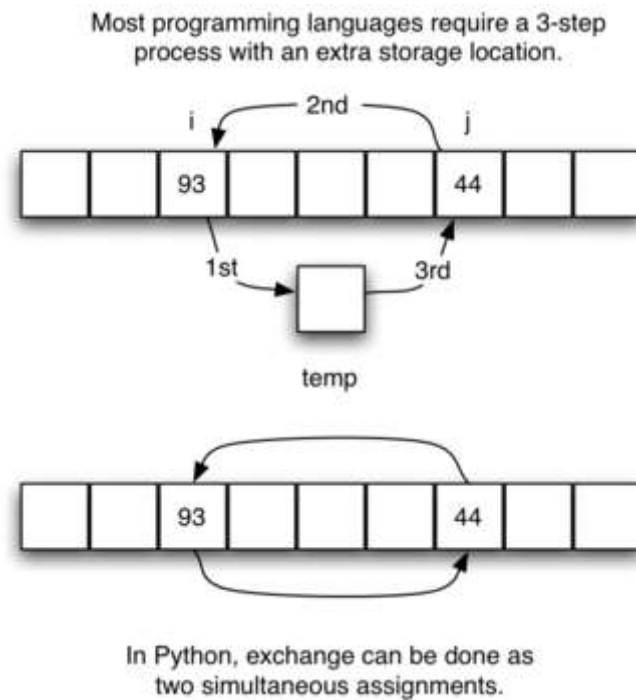 Most programming languages require a 3-step
process with an extra storage location.
2nd
i
j
93
44
1st
3rd
temp
93
44
In Python, exchange can be done as
two simultaneous assignments.